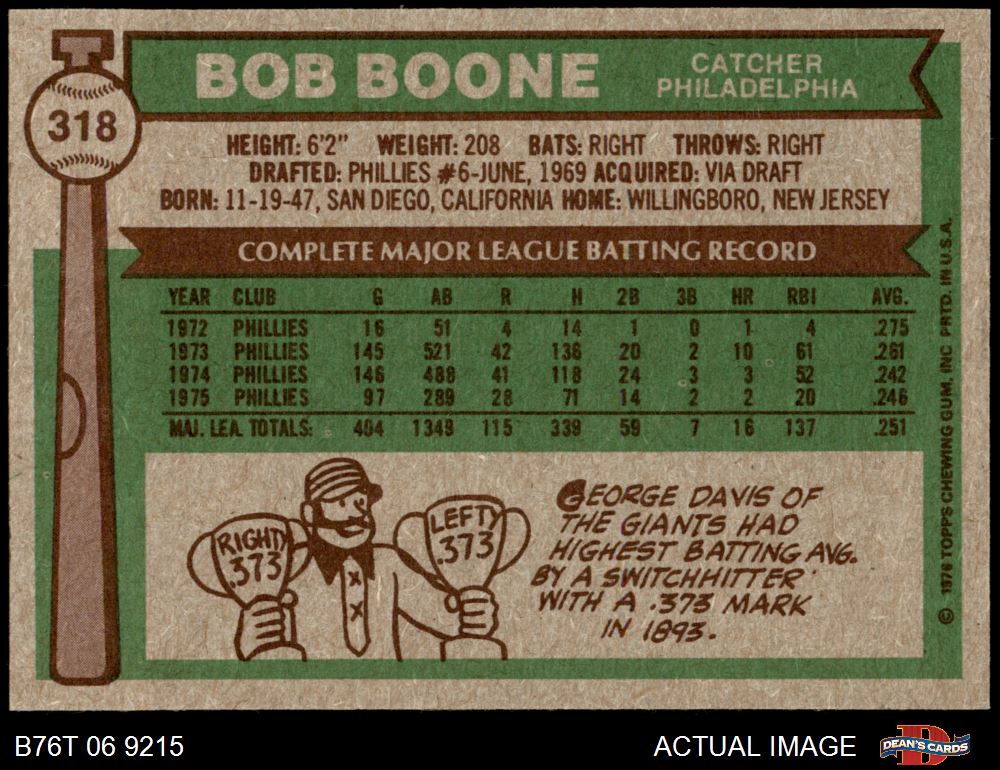 318
BOB BOONE
CATCHER
PHILADELPHIA
HEIGHT: 6'2" WEIGHT: 208 BATS: RIGHT THROWS: RIGHT
DRAFTED: PHILLIES #6-JUNE, 1969 ACQUIRED: VIA DRAFT
BORN: 11-19-47, SAN DIEGO, CALIFORNIA HOME: WILLINGBORO, NEW JERSEY
COMPLETE MAJOR LEAGUE BATTING RECORD
YEAR CLUB G AB R H 2B 3B HR RBI AVG.
1972 PHILLIES 16 51 4 14 1 0 1 4 .275
1973 PHILLIES 145 521 42 136 20 2 10 61 .261
1974 PHILLIES 146 488 41 118 24 3 3 52 .242
1975 PHILLIES 97 289 28 71 14 2 2 20 .246
MAJ. LEA. TOTALS: 404 1349 115 339 59 7 16 137 .251
RIGHT
.373
LEFT
.373
GEORGE DAVIS OF
THE GIANTS HAD
HIGHEST BATTING AVG.
BY A SWITCHHITTER
WITH A .373 MARK
IN 1893.
© 1976 TOPPS CHEWING GUM, INC PRTD. IN U.S.A.
B76T 06 9215
ACTUAL IMAGE
D
DEAN'S CARDS